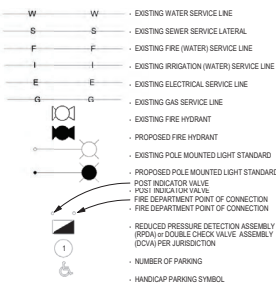 W W - EXISTING WATER SERVICE LINE
S S - EXISTING SEWER SERVICE LATERAL
F F - EXISTING FIRE (WATER) SERVICE LINE
I I - EXISTING IRRIGATION (WATER) SERVICE LINE
E E - EXISTING ELECTRICAL SERVICE LINE
G G - EXISTING GAS SERVICE LINE
- EXISTING FIRE HYDRANT
- PROPOSED FIRE HYDRANT
- EXISTING POLE MOUNTED LIGHT STANDARD
- PROPOSED POLE MOUNTED LIGHT STANDARD
POST INDICATOR VALVE
- POST INDICATOR VALVE
FIRE DEPARTMENT POINT OF CONNECTION
- FIRE DEPARTMENT POINT OF CONNECTION
- REDUCED PRESSURE DETECTION ASSEMBLY
(RPDA) or DOUBLE CHECK VALVE ASSEMBLY
(DCVA) PER JURISDICTION
1 - NUMBER OF PARKING
- HANDICAP PARKING SYMBOL